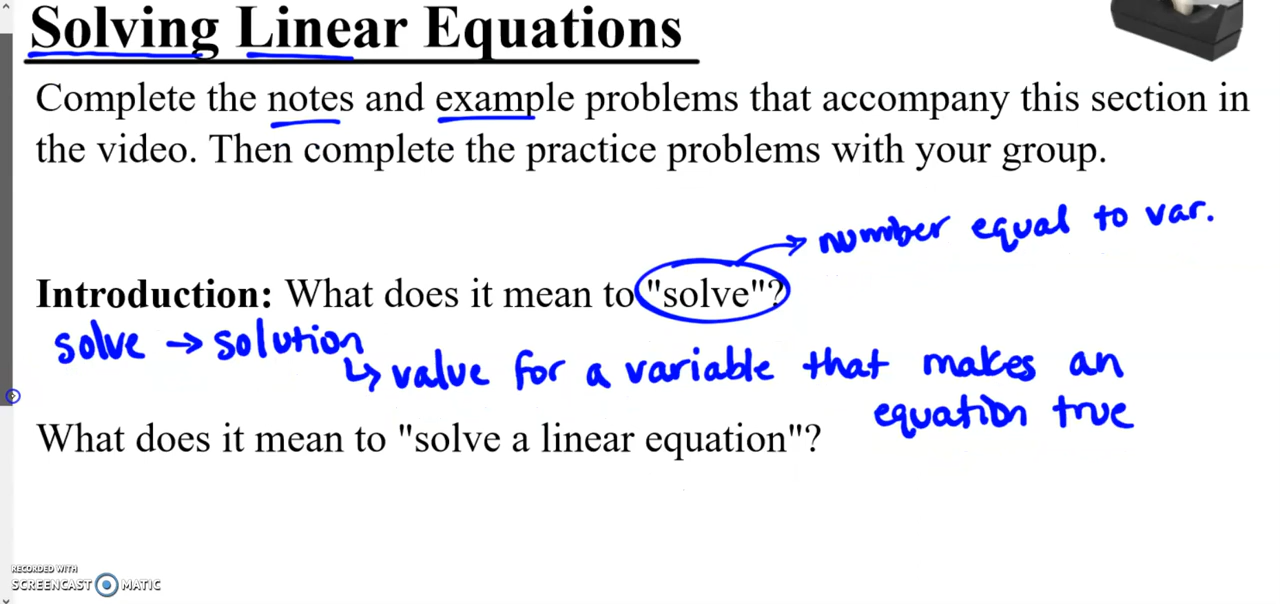 Solving Linear Equations
Complete the notes and example problems that accompany this section in
the video. Then complete the practice problems with your group.
number equal to var.
Introduction: What does it mean to "solve"?
solve → solution
↳ value for a variable that makes an
equation true
What does it mean to "solve a linear equation"?
RECORDED WITH
SCREENCAST MATIC